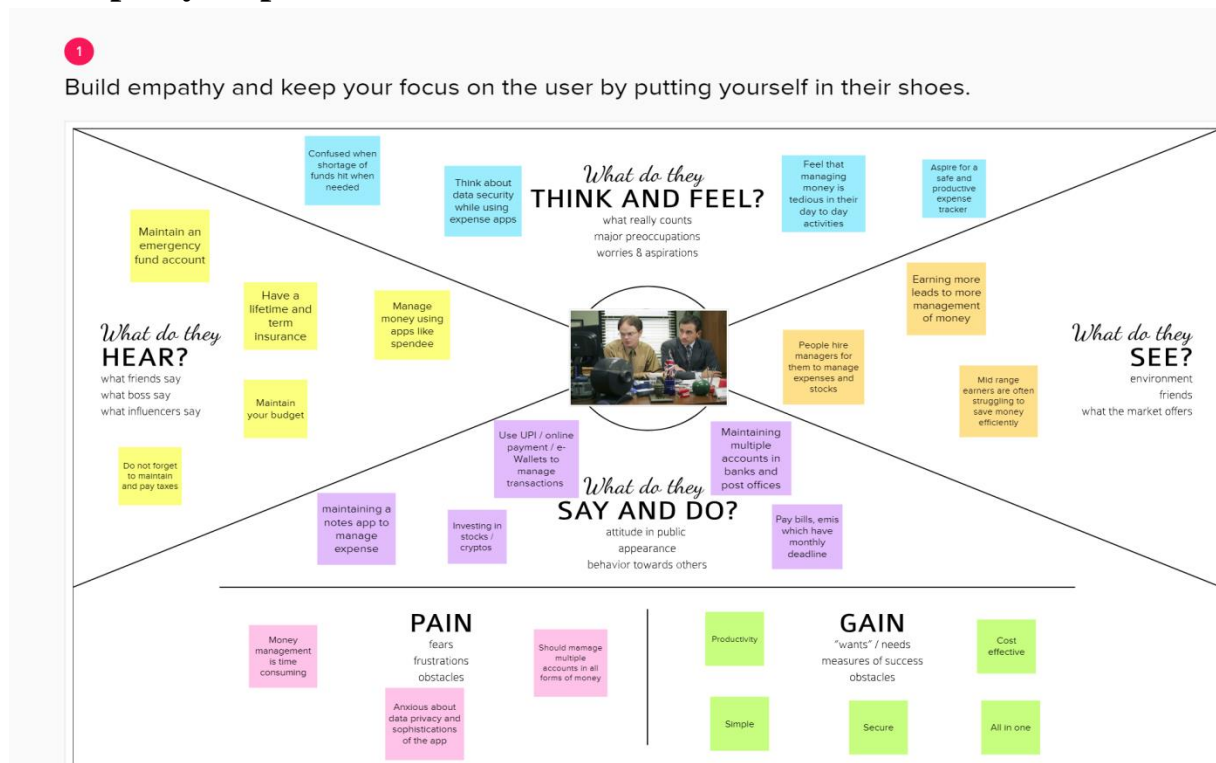 1
Build empathy and keep your focus on the user by putting yourself in their shoes.
Confused when
shortage of
funds hit when
needed
Think about
data security
while using
expense apps
What do they
THINK AND FEEL?
what really counts
major preoccupations
worries & aspirations
Feel that
managing
money is
tedious in their
day to day
activities
Aspire for a
safe and
productive
expense
tracker
Maintain an
emergency
fund account
Have a
lifetime and
term
insurance
Manage
money using
apps like
spendee
What do they
HEAR?
what friends say
what boss say
what influencers say
Maintain
your budget
Do not forget
to maintain
and pay taxes
Earning more
leads to more
management
of money
People hire
managers for
them to manage
expenses and
stocks
Mid range
earners are often
struggling to
save money
efficiently
What do they
SEE?
environment
friends
what the market offers
Use UPI / online
payment / e-
Wallets to
manage
transactions
Maintaining
multiple
accounts in
banks and
post offices
What do they
SAY AND DO?
attitude in public
appearance
behavior towards others
maintaining a
notes app to
manage
expense
Investing in
stocks /
cryptos
Pay bills, emis
which have
monthly
deadline
PAIN
fears
frustrations
obstacles
Money
management
is time
consuming
Should mamage
multiple
accounts in all
forms of money
Anxious about
data privacy and
sophistications
of the app
GAIN
"wants" / needs
measures of success
obstacles
Productivity
Cost
effective
Simple
Secure
All in one